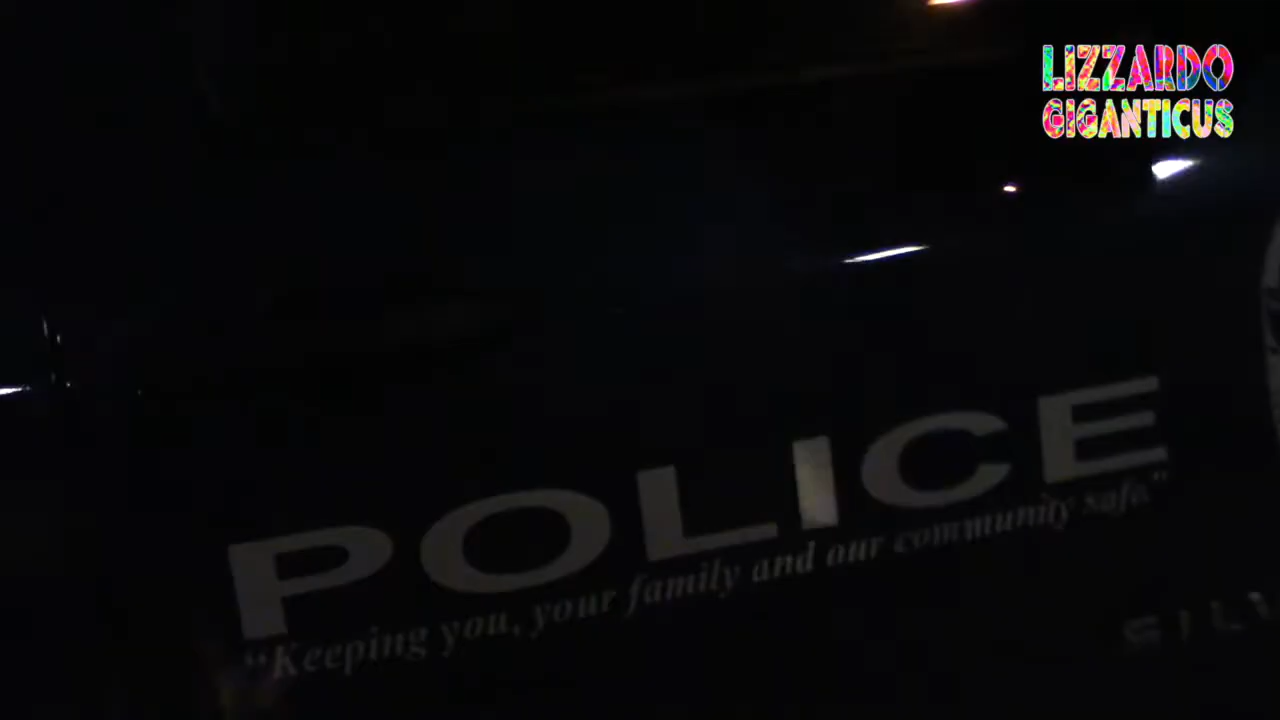 LIZZARDO
GIGANTICUS
POLICE
"Keeping you, your family and our community safe."